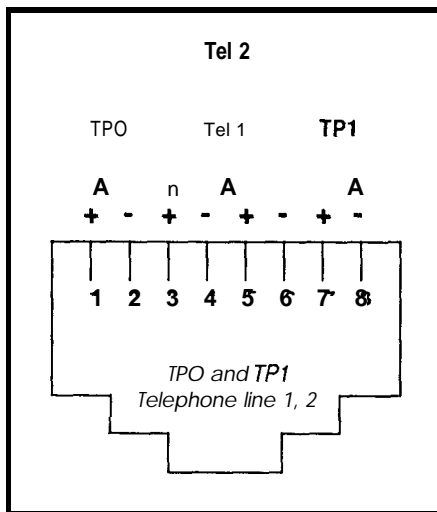 Tel 2
TPO Tel 1 TP1
A n A A
+ - + - + - + -
1 2 3 4 5 6 7 8
TPO and TP1
Telephone line 1, 2